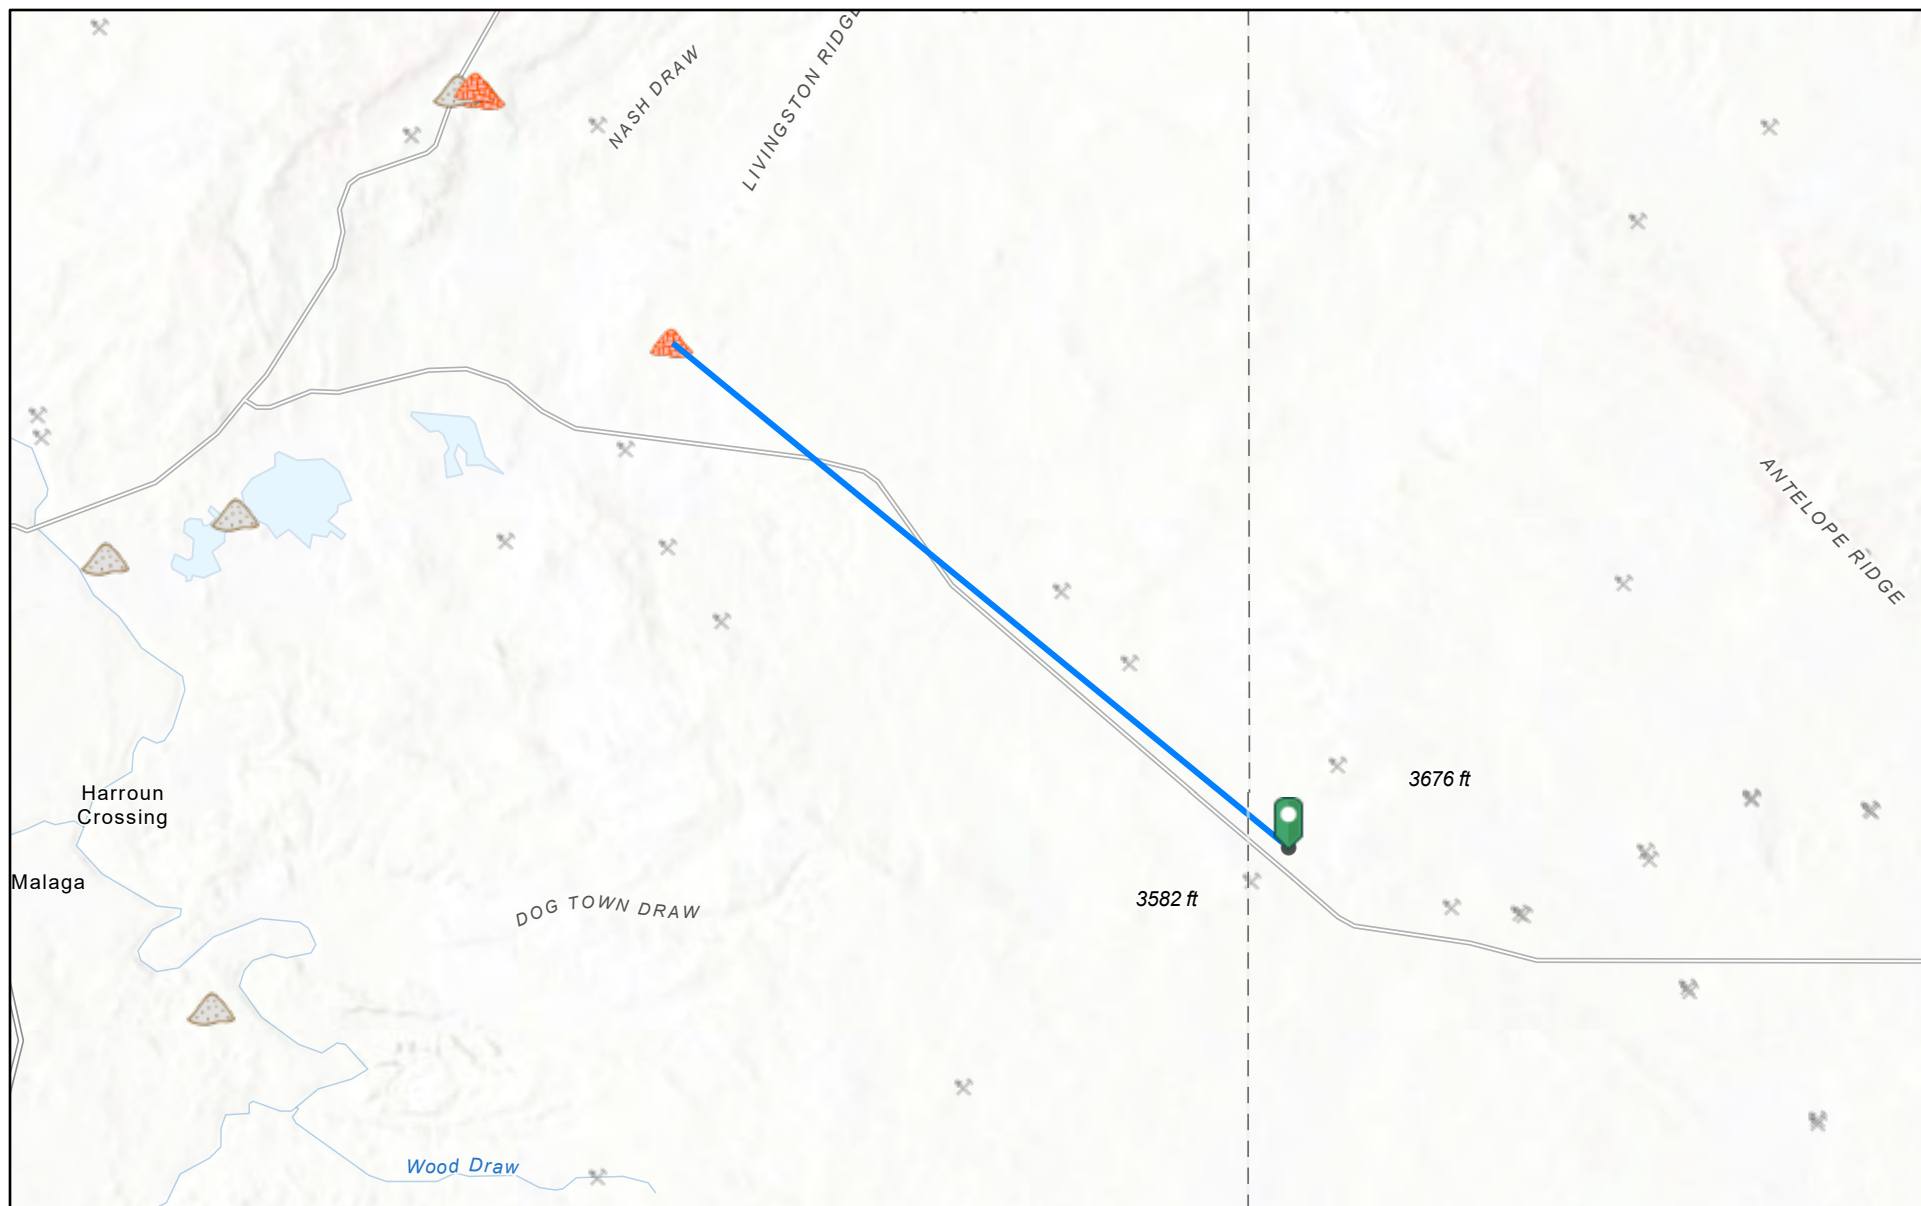 NASH DRAW
LIVINGSTON RIDGE
ANTELOPE RIDGE
3676 ft
Harroun
Crossing
Malaga
3582 ft
DOG TOWN DRAW
Wood Draw